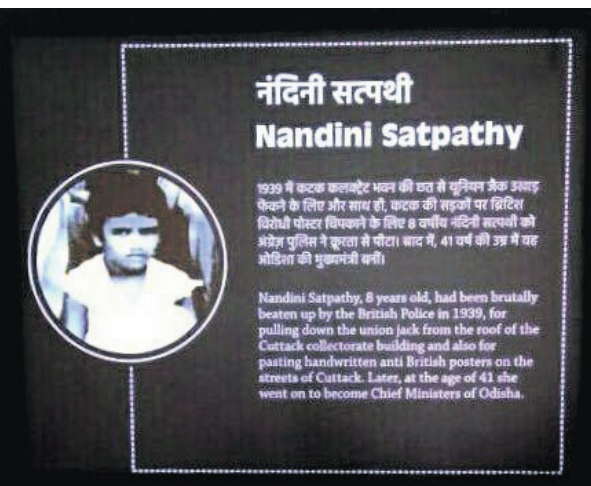 नंदिनी सत्पथी
Nandini Satpathy
1939 में कटक कलक्ट्रेट भवन की छत से यूनियन जैक उखाड़
फेंकने के लिए और साथ ही, कटक की सड़कों पर ब्रिटिश
विरोधी पोस्टर चिपकाने के लिए 8 वर्षीय नंदिनी सत्पथी को
अंग्रेज़ पुलिस ने क्रूरता से पीटा। बाद में, 41 वर्ष की उम्र में वह
ओडिशा की मुख्यमंत्री बनीं।
Nandini Satpathy, 8 years old, had been brutally
beaten up by the British Police in 1939, for
pulling down the union jack from the roof of the
Cuttack collectorate building and also for
pasting handwritten anti British posters on the
streets of Cuttack. Later, at the age of 41 she
went on to become Chief Ministers of Odisha.